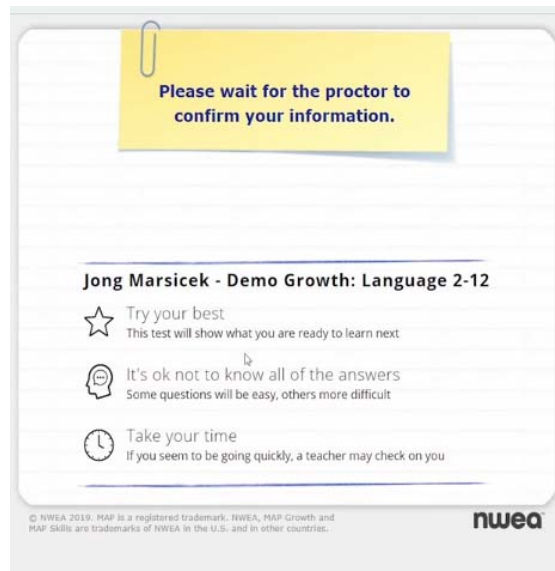 Please wait for the proctor to
confirm your information.
Jong Marsicek - Demo Growth: Language 2-12
Try your best
This test will show what you are ready to learn next
It's ok not to know all of the answers
Some questions will be easy, others more difficult
Take your time
If you seem to be going quickly, a teacher may check on you
© NWEA 2019. MAP is a registered trademark. NWEA, MAP Growth and
MAP Skills are trademarks of NWEA in the U.S. and in other countries.
nwea